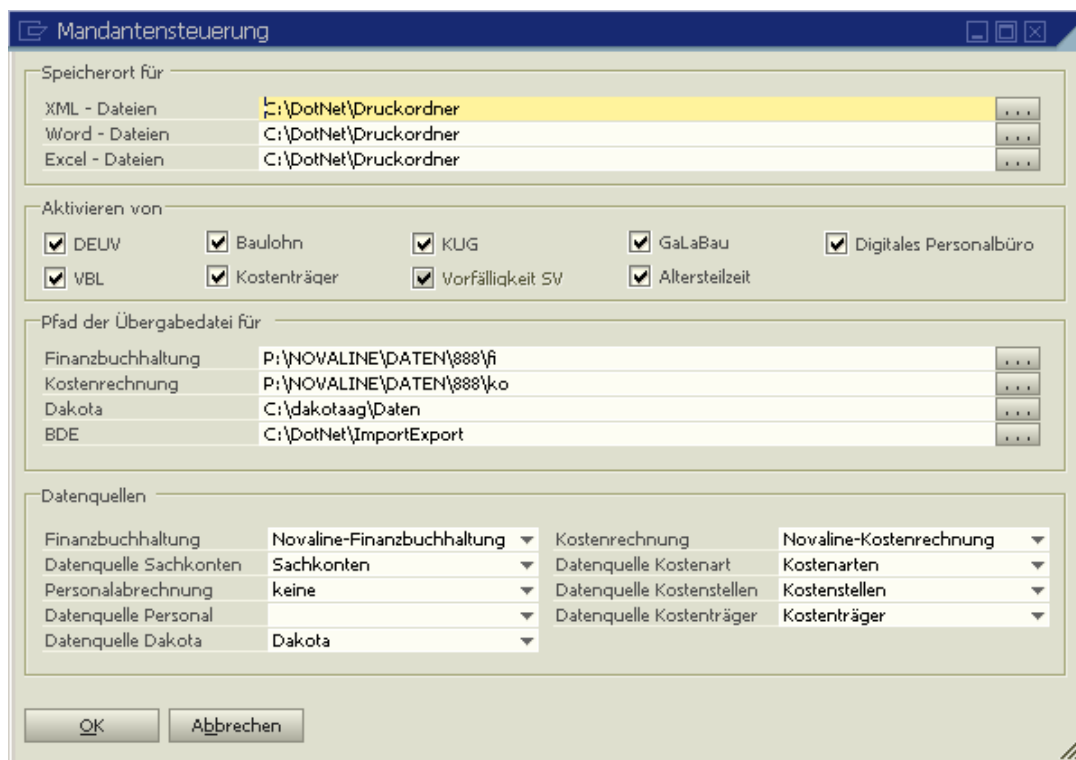 Mandantensteuerung
Speicherort für
XML - Dateien C:\DotNet\Druckordner ...
Word - Dateien C:\DotNet\Druckordner ...
Excel - Dateien C:\DotNet\Druckordner ...
Aktivieren von
DEUV Baulohn KUG GaLaBau Digitales Personalbüro
VBL Kostenträger Vorfälligkeit SV Altersteilzeit
Pfad der Übergabedatei für
Finanzbuchhaltung P:\NOVALINE\DATEN\888\fi ...
Kostenrechnung P:\NOVALINE\DATEN\888\ko ...
Dakota C:\dakotaag\Daten ...
BDE C:\DotNet\ImportExport ...
Datenquellen
Finanzbuchhaltung Novaline-Finanzbuchhaltung Kostenrechnung Novaline-Kostenrechnung
Datenquelle Sachkonten Sachkonten Datenquelle Kostenart Kostenarten
Personalabrechnung keine Datenquelle Kostenstellen Kostenstellen
Datenquelle Personal Datenquelle Kostenträger Kostenträger
Datenquelle Dakota Dakota
OK Abbrechen